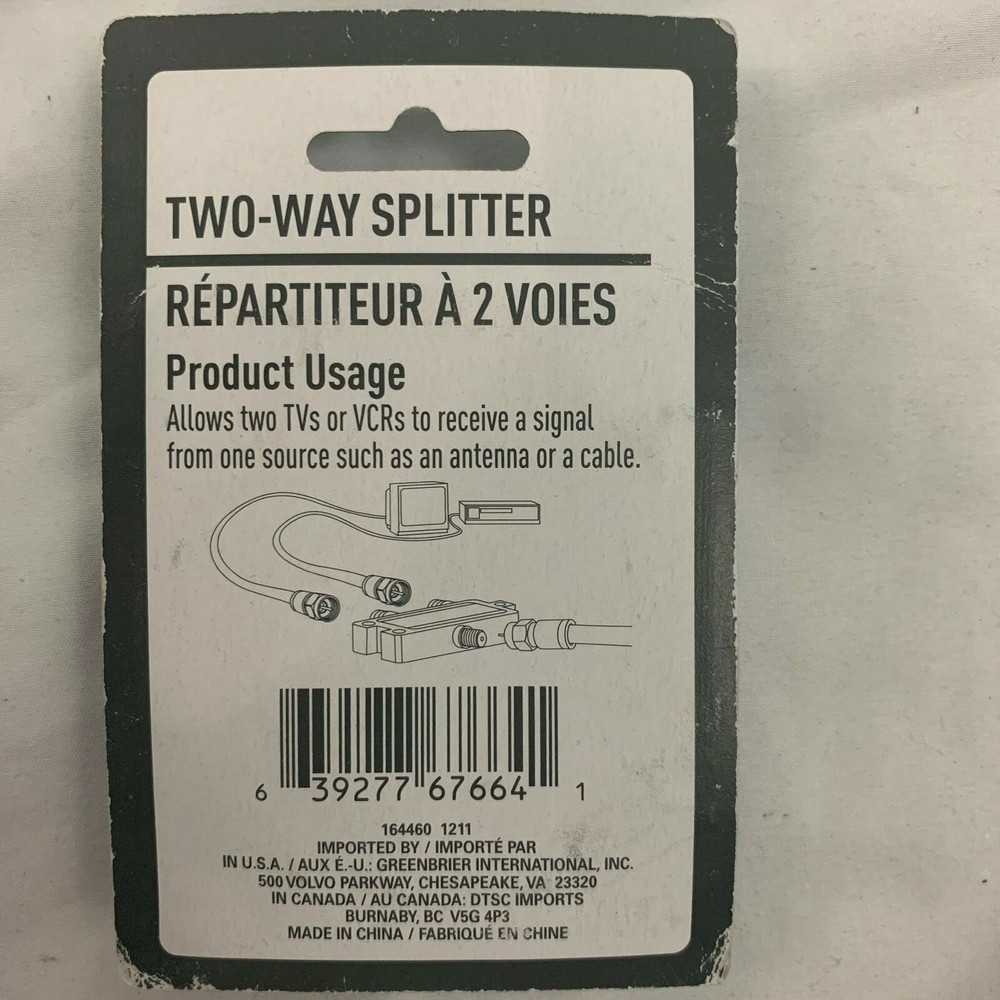 TWO-WAY SPLITTER
RÉPARTITEUR À 2 VOIES
Product Usage
Allows two TVs or VCRs to receive a signal
from one source such as an antenna or a cable.
6 39277 67664 1
164460 1211
IMPORTED BY / IMPORTÉ PAR
IN U.S.A. / AUX É.-U.: GREENBRIER INTERNATIONAL, INC.
500 VOLVO PARKWAY, CHESAPEAKE, VA 23320
IN CANADA / AU CANADA: DTSC IMPORTS
BURNABY, BC V5G 4P3
MADE IN CHINA / FABRIQUÉ EN CHINE